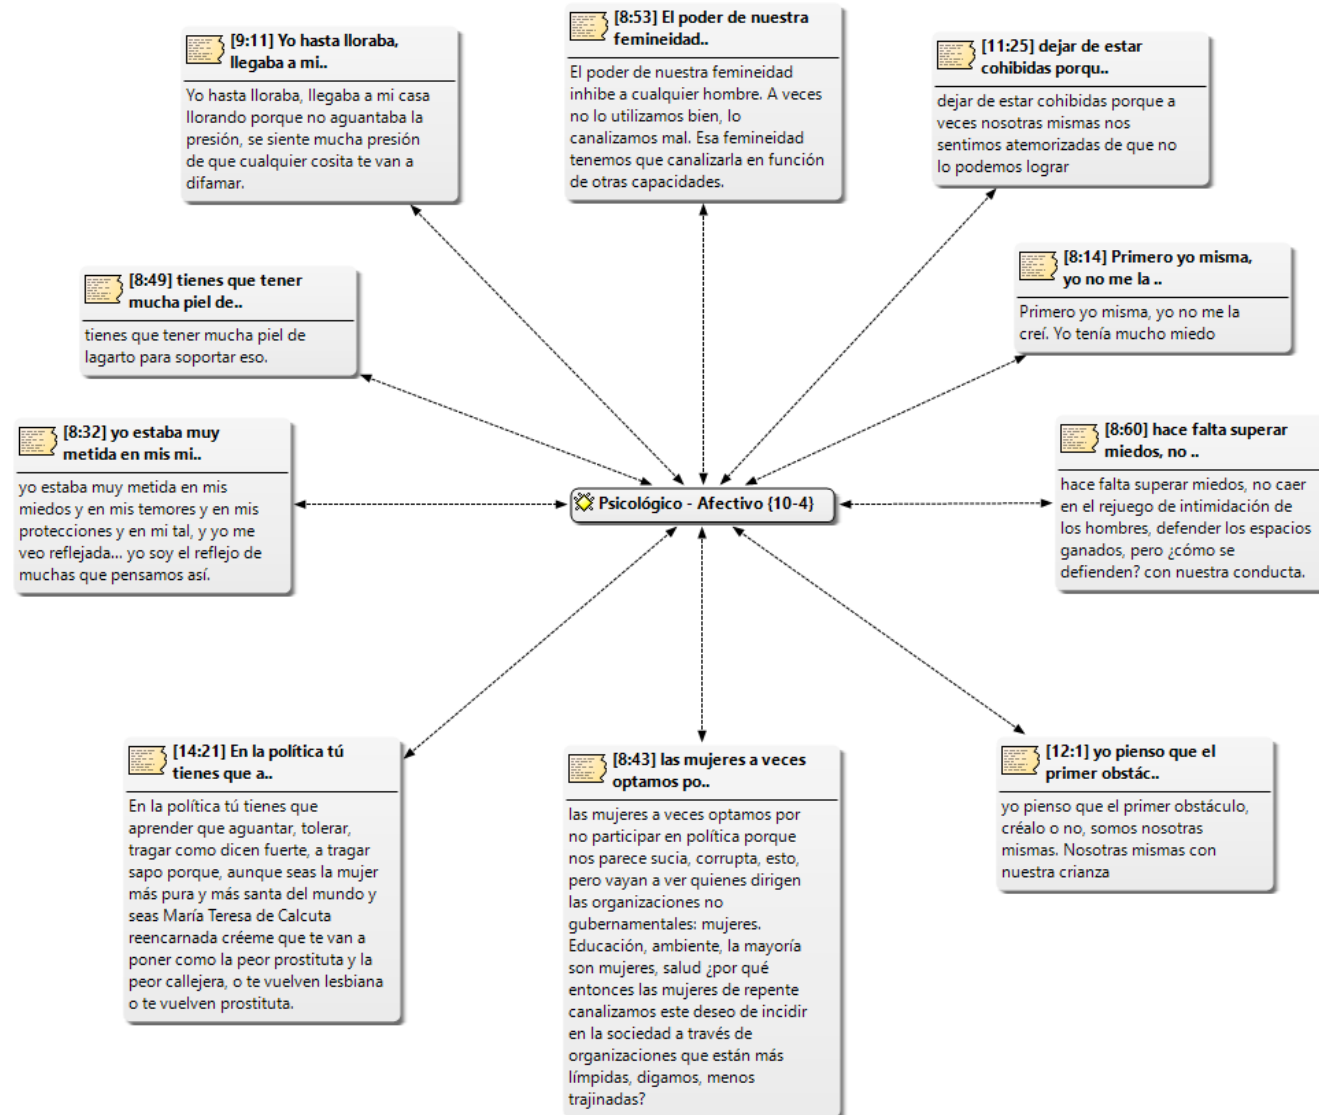 [9:11] Yo hasta lloraba,
llegaba a mi..
Yo hasta lloraba, llegaba a mi casa
llorando porque no aguantaba la
presión, se siente mucha presión
de que cualquier cosita te van a
difamar.
[8:53] El poder de nuestra
femineidad..
El poder de nuestra femineidad
inhibe a cualquier hombre. A veces
no lo utilizamos bien, lo
canalizamos mal. Esa femineidad
tenemos que canalizarla en función
de otras capacidades.
[11:25] dejar de estar
cohibidas porqu..
dejar de estar cohibidas porque a
veces nosotras mismas nos
sentimos atemorizadas de que no
lo podemos lograr
[8:49] tienes que tener
mucha piel de..
tienes que tener mucha piel de
lagarto para soportar eso.
[8:14] Primero yo misma,
yo no me la ..
Primero yo misma, yo no me la
creí. Yo tenía mucho miedo
[8:32] yo estaba muy
metida en mis mi..
yo estaba muy metida en mis
miedos y en mis temores y en mis
protecciones y en mi tal, y yo me
veo reflejada... yo soy el reflejo de
muchas que pensamos así.
Psicológico - Afectivo {10-4}
[8:60] hace falta superar
miedos, no ..
hace falta superar miedos, no caer
en el rejuego de intimidación de
los hombres, defender los espacios
ganados, pero ¿cómo se
defienden? con nuestra conducta.
[14:21] En la política tú
tienes que a..
En la política tú tienes que
aprender que aguantar, tolerar,
tragar como dicen fuerte, a tragar
sapo porque, aunque seas la mujer
más pura y más santa del mundo y
seas María Teresa de Calcuta
reencarnada créeme que te van a
poner como la peor prostituta y la
peor callejera, o te vuelven lesbiana
o te vuelven prostituta.
[8:43] las mujeres a veces
optamos po..
las mujeres a veces optamos por
no participar en política porque
nos parece sucia, corrupta, esto,
pero vayan a ver quienes dirigen
las organizaciones no
gubernamentales: mujeres.
Educación, ambiente, la mayoría
son mujeres, salud ¿por qué
entonces las mujeres de repente
canalizamos este deseo de incidir
en la sociedad a través de
organizaciones que están más
límpidas, digamos, menos
trajinadas?
[12:1] yo pienso que el
primer obstác..
yo pienso que el primer obstáculo,
créalo o no, somos nosotras
mismas. Nosotras mismas con
nuestra crianza